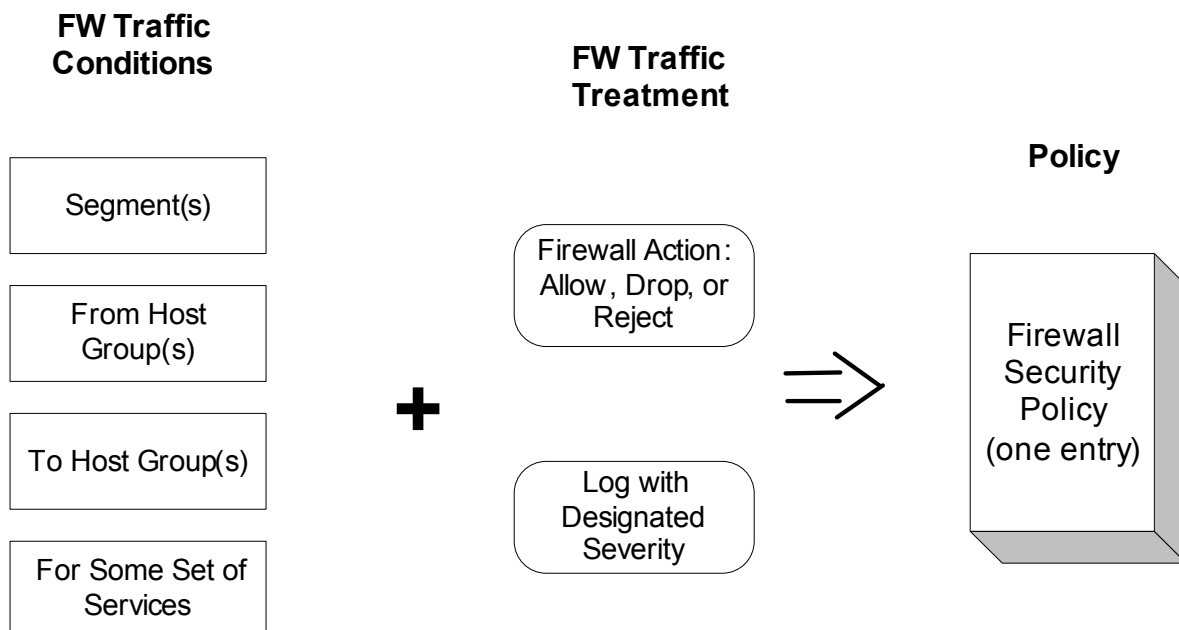 FW Traffic
Conditions
Segment(s)
From Host
Group(s)
To Host Group(s)
For Some Set of
Services
+
FW Traffic
Treatment
Firewall Action:
Allow, Drop, or
Reject
Log with
Designated
Severity
Policy
Firewall
Security
Policy
(one entry)